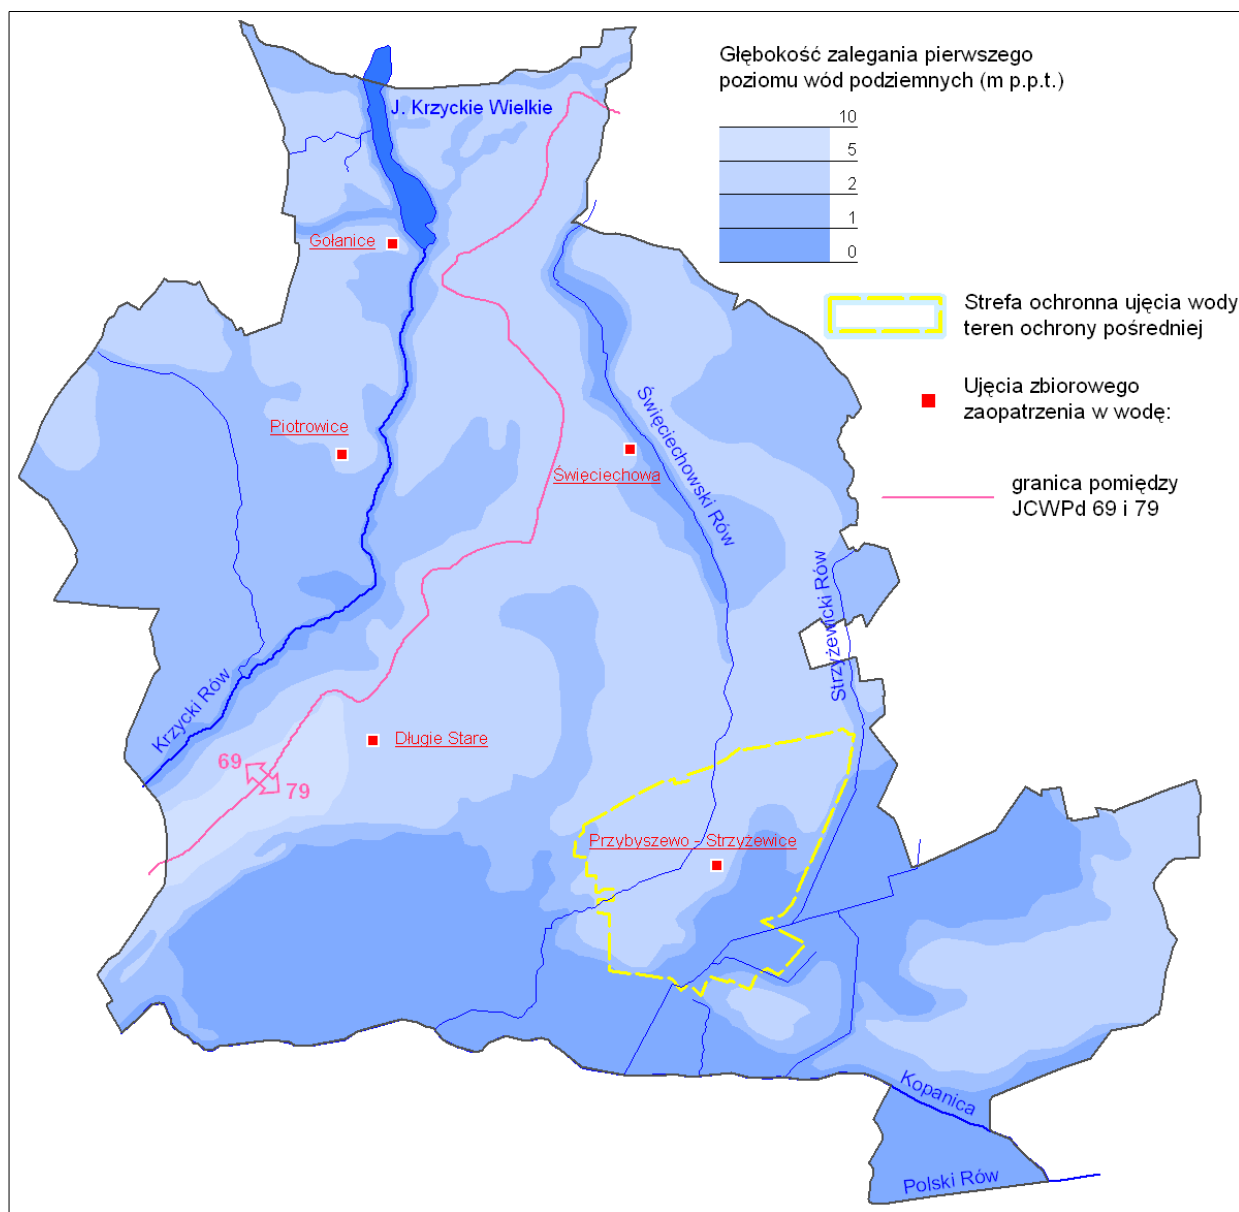 Głębokość zalegania pierwszego
poziomu wód podziemnych (m p.p.t.)
10
5
2
1
0
Strefa ochronna ujęcia wody
teren ochrony pośredniej
Ujęcia zbiorowego
zaopatrzenia w wodę:
granica pomiędzy
JCWPd 69 i 79
J. Krzyckie Wielkie
Gołanice
Piotrowice
Święciechowa
Święciechowski Rów
Strzyżewicki Rów
Krzycki Rów
Długie Stare
69
79
Przybyszewo - Strzyżewice
Kopanica
Polski Rów